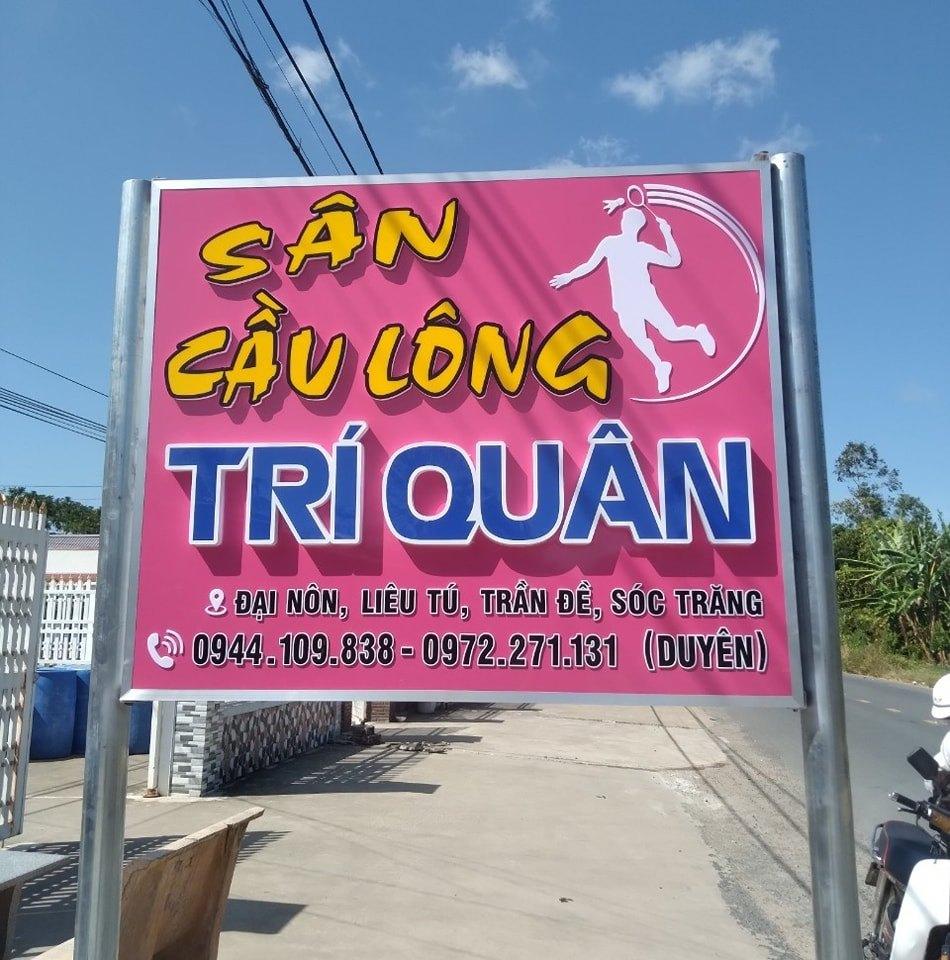 SÂN
CẦU LÔNG
TRÍ QUÂN
ĐẠI NÔN, LIÊU TÚ, TRẦN ĐỀ, SÓC TRĂNG
0944.109.838 - 0972.271.131 (DUYÊN)